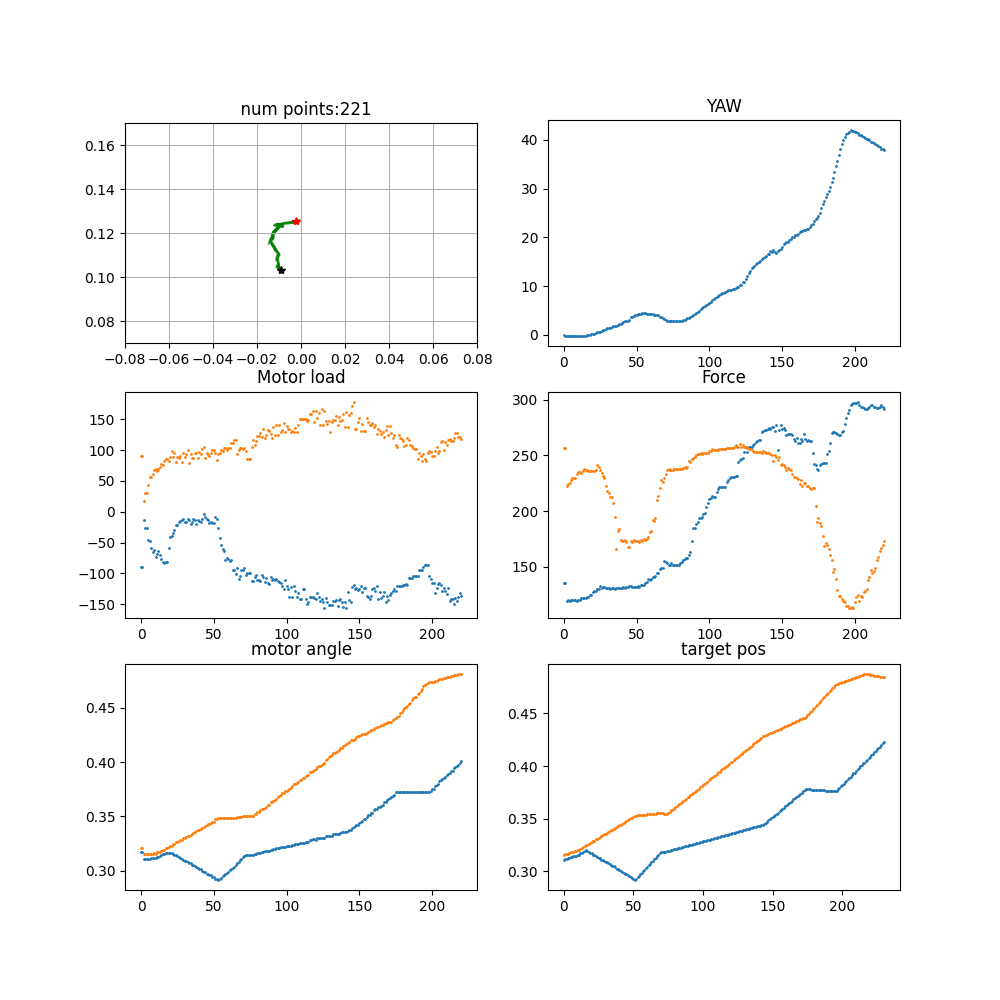 num points:221
YAW
0.16
0.14
0.12
0.10
0.08
−0.08 −0.06 −0.04 −0.02 0.00 0.02 0.04 0.06 0.08
40
30
20
10
0
0 50 100 150 200
Motor load
Force
150
100
50
0
−50
−100
−150
0 50 100 150 200
300
250
200
150
0 50 100 150 200
motor angle
target pos
0.45
0.40
0.35
0.30
0 50 100 150 200
0.45
0.40
0.35
0.30
0 50 100 150 200